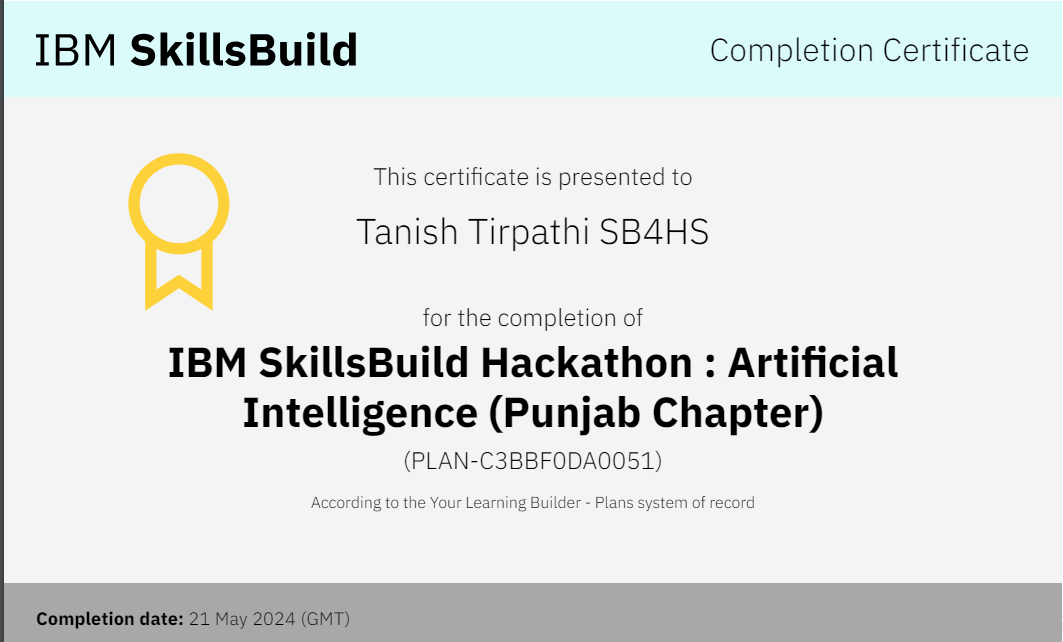 IBM SkillsBuild
Completion Certificate
This certificate is presented to
Tanish Tirpathi SB4HS
for the completion of
IBM SkillsBuild Hackathon : Artificial
Intelligence (Punjab Chapter)
(PLAN-C3BBF0DA0051)
According to the Your Learning Builder - Plans system of record
Completion date: 21 May 2024 (GMT)